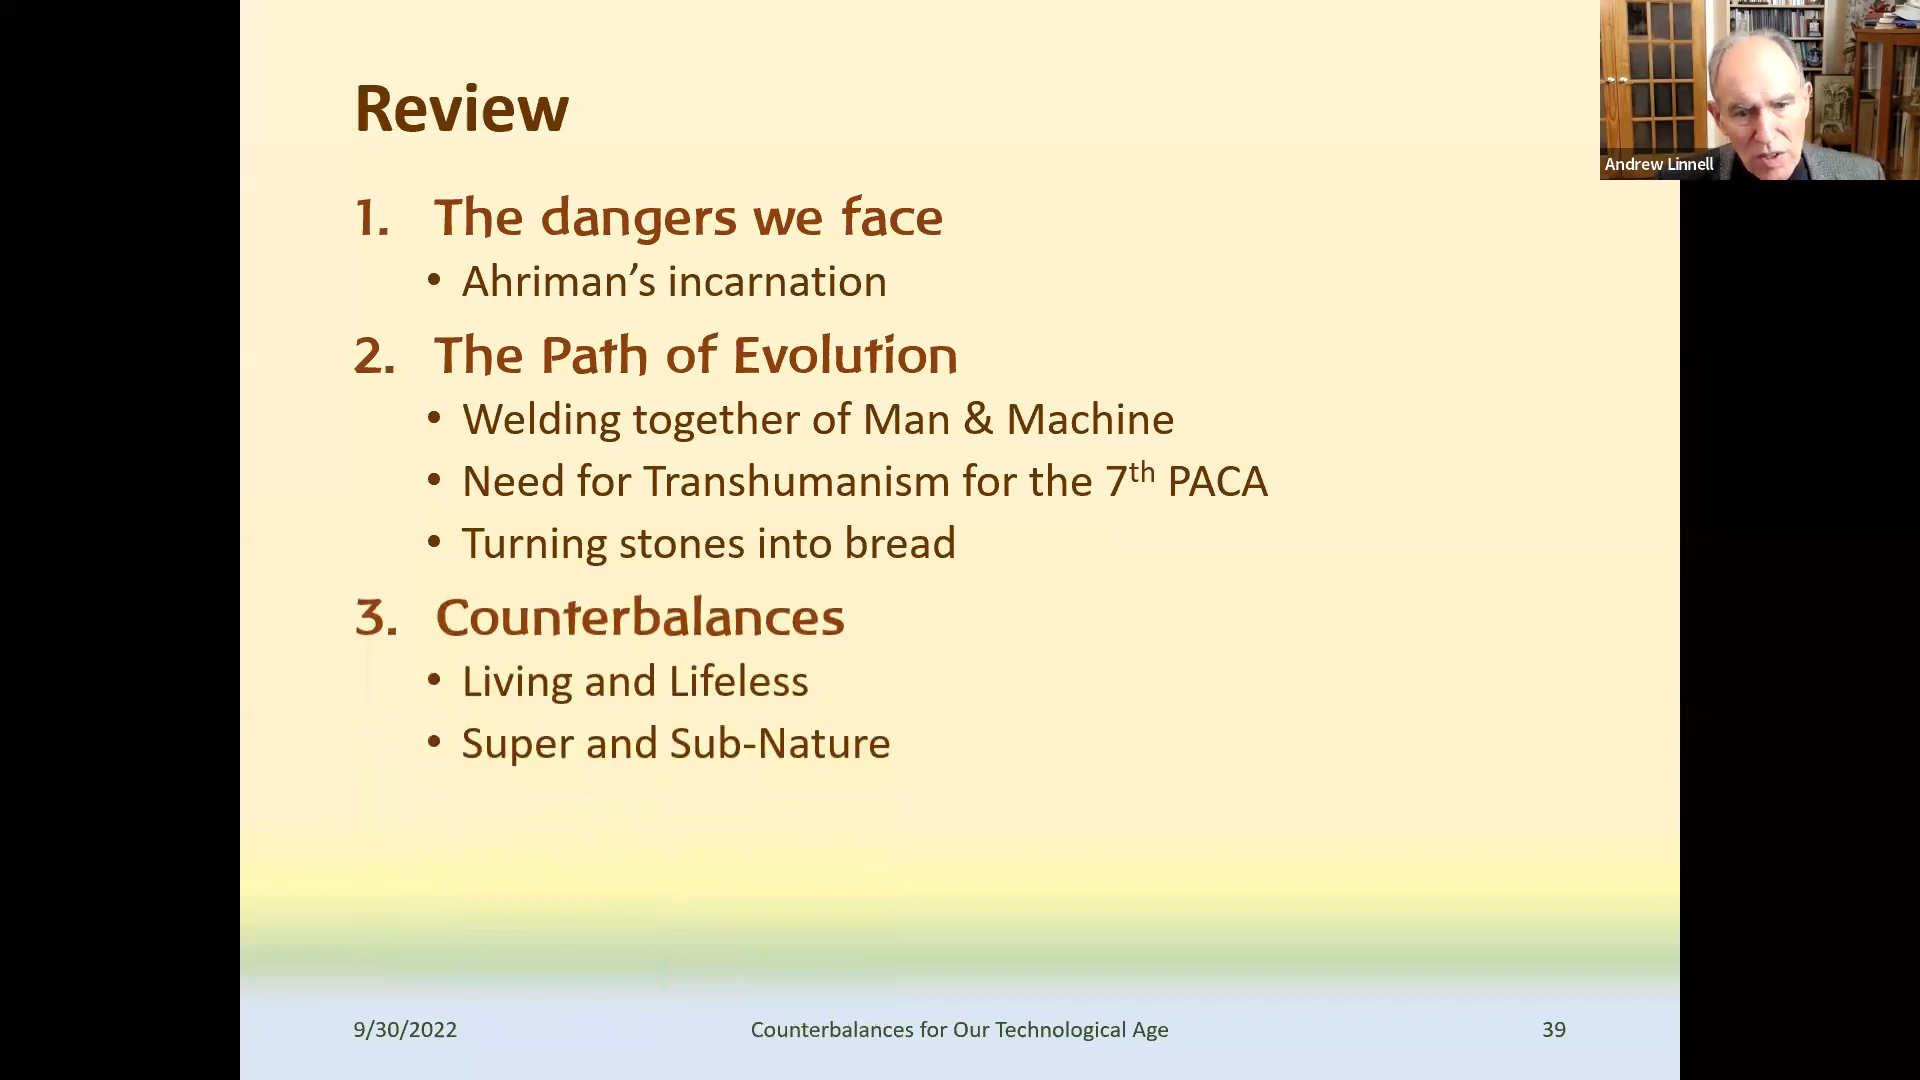 Review
1. The dangers we face
• Ahriman’s incarnation
2. The Path of Evolution
• Welding together of Man & Machine
• Need for Transhumanism for the 7th PACA
• Turning stones into bread
3. Counterbalances
• Living and Lifeless
• Super and Sub-Nature
9/30/2022
Counterbalances for Our Technological Age
39
Andrew Linnell